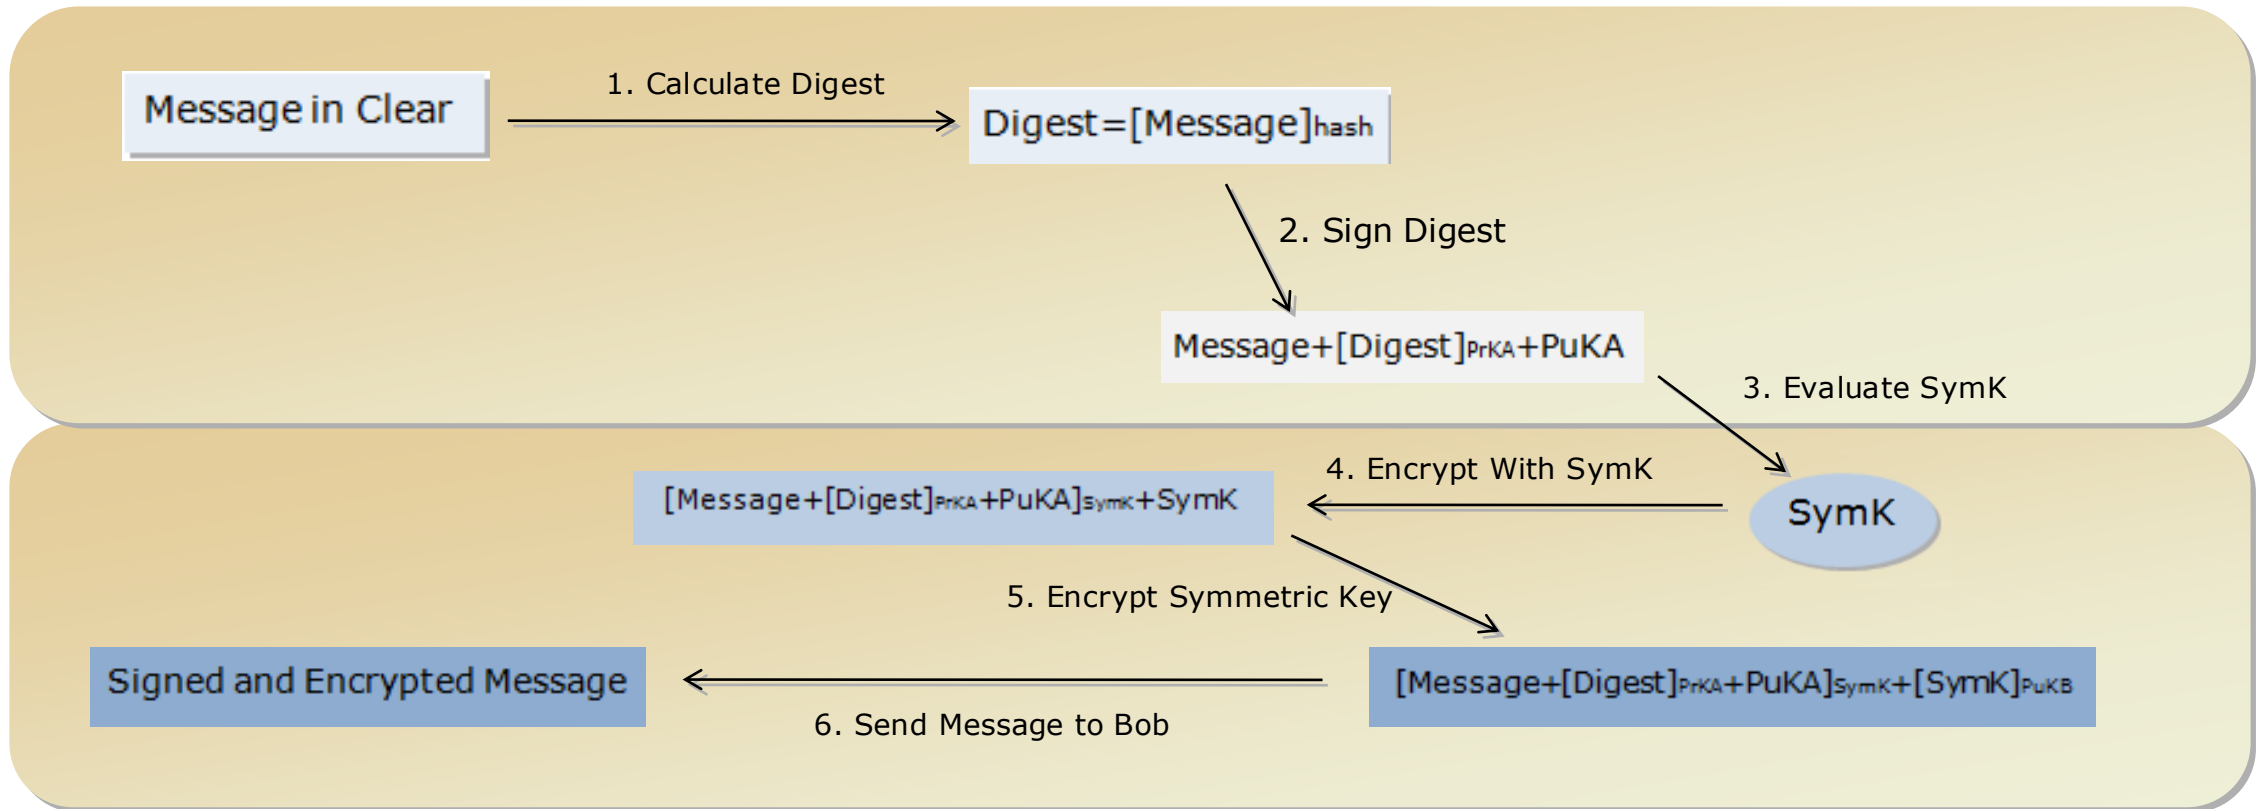 Message in Clear
1. Calculate Digest
Digest=[Message]hash
2. Sign Digest
Message+[Digest]PrKA+PuKA
3. Evaluate SymK
SymK
4. Encrypt With SymK
[Message+[Digest]PrKA+PuKA]SymK+SymK
5. Encrypt Symmetric Key
[Message+[Digest]PrKA+PuKA]SymK+[SymK]PuKB
6. Send Message to Bob
Signed and Encrypted Message